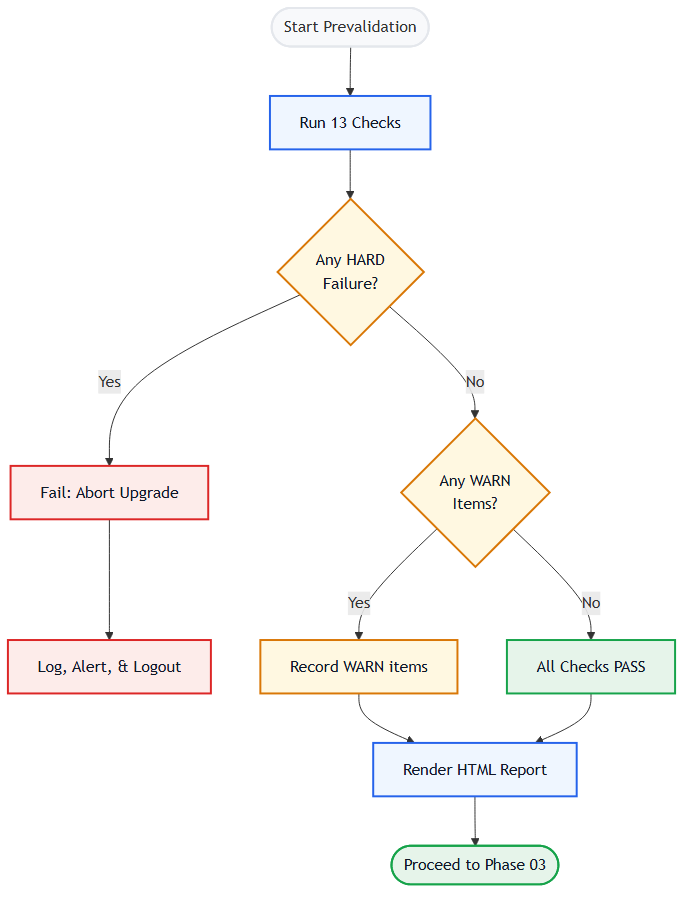 Start Prevalidation
Run 13 Checks
Any HARD
Failure?
Yes
No
Fail: Abort Upgrade
Any WARN
Items?
Yes
No
Log, Alert, & Logout
Record WARN items
All Checks PASS
Render HTML Report
Proceed to Phase 03